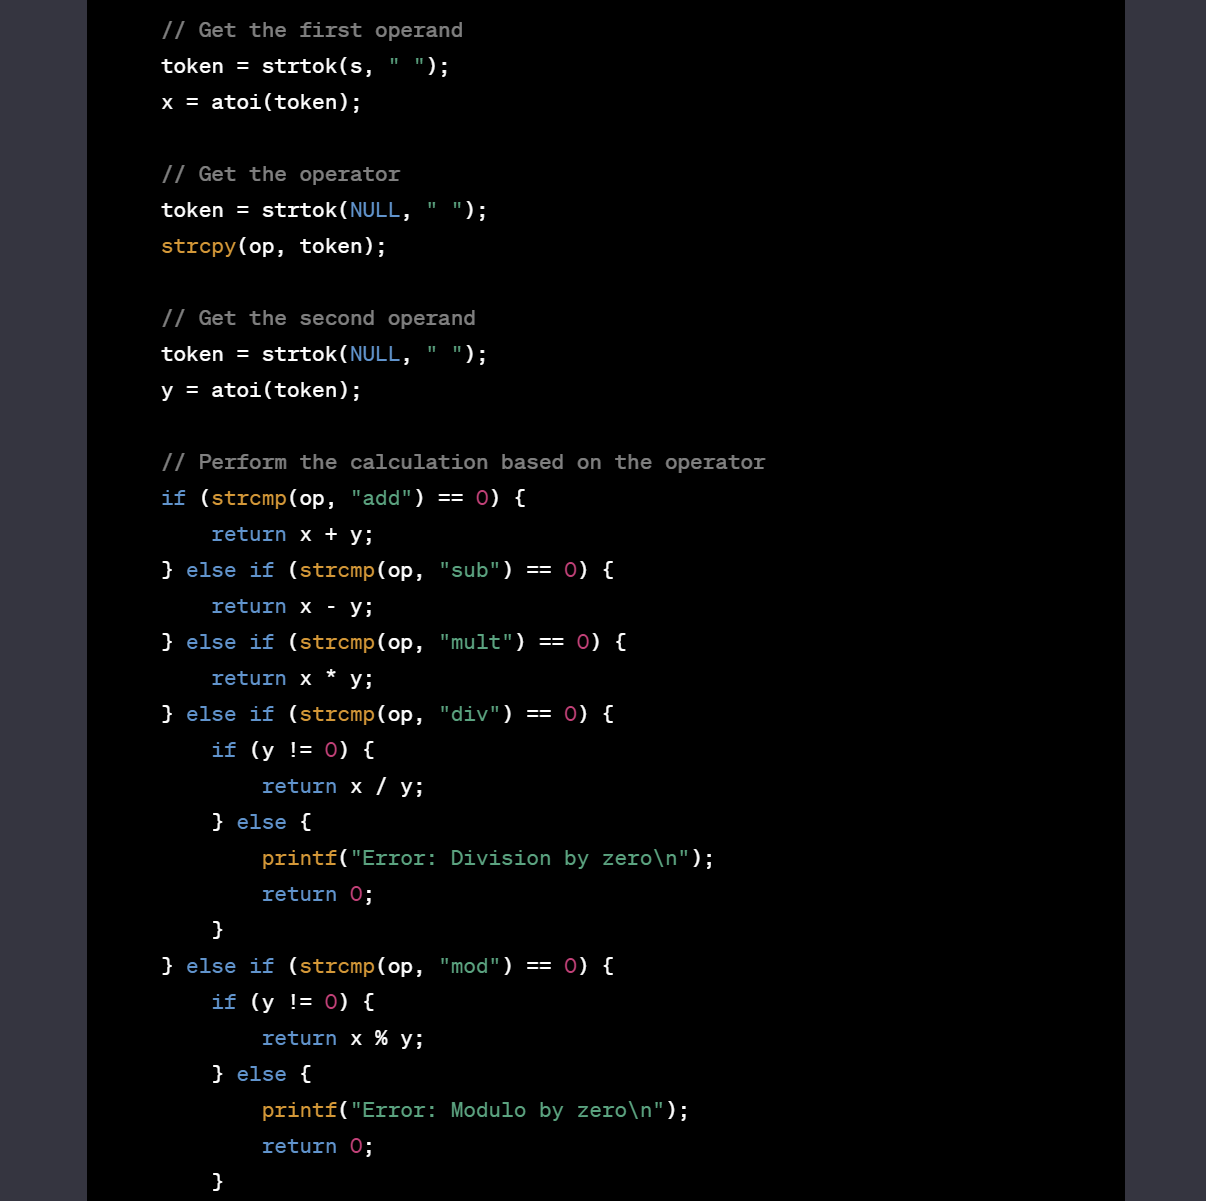 // Get the first operand
token = strtok(s, " ");
x = atoi(token);
// Get the operator
token = strtok(NULL, " ");
strcpy(op, token);
// Get the second operand
token = strtok(NULL, " ");
y = atoi(token);
// Perform the calculation based on the operator
if (strcmp(op, "add") == 0) {
    return x + y;
} else if (strcmp(op, "sub") == 0) {
    return x - y;
} else if (strcmp(op, "mult") == 0) {
    return x * y;
} else if (strcmp(op, "div") == 0) {
    if (y != 0) {
        return x / y;
    } else {
        printf("Error: Division by zero\n");
        return 0;
    }
} else if (strcmp(op, "mod") == 0) {
    if (y != 0) {
        return x % y;
    } else {
        printf("Error: Modulo by zero\n");
        return 0;
    }